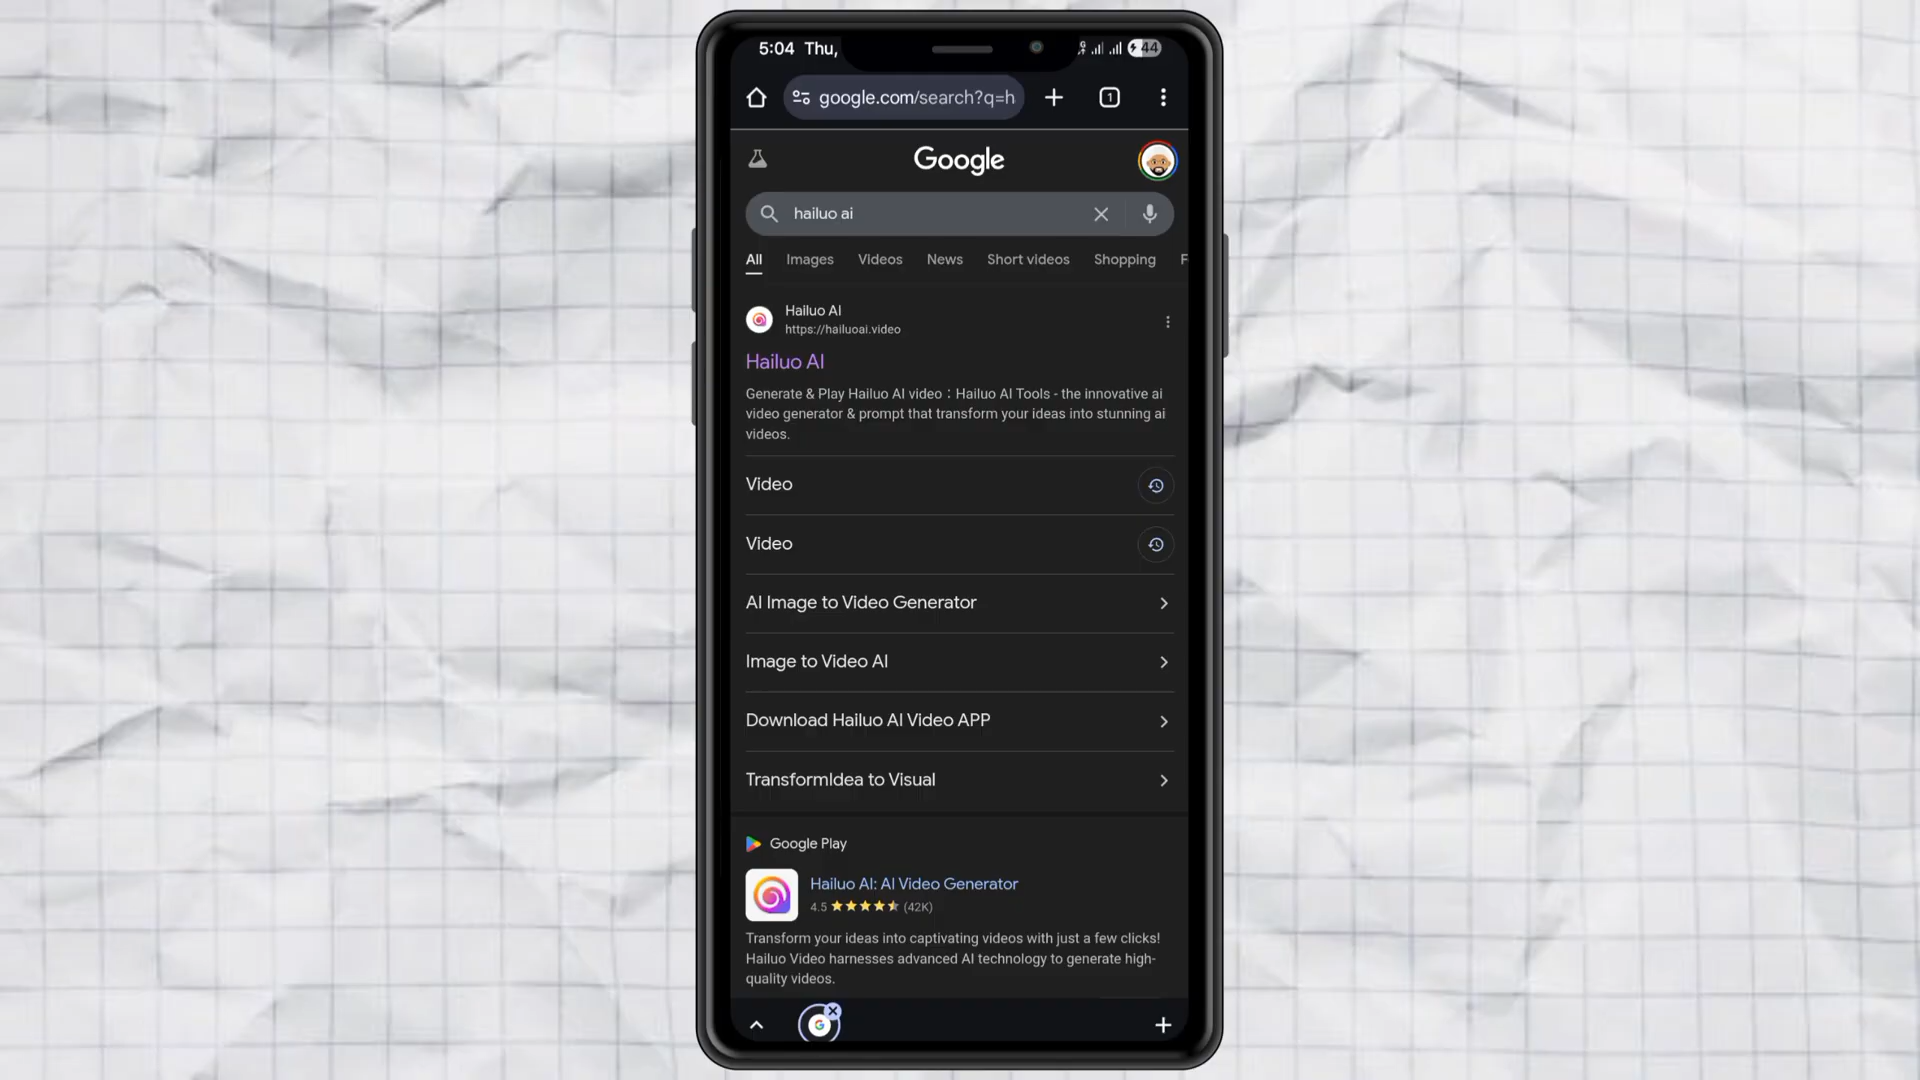 5:04 Thu,
44
google.com/search?q=h
1
Google
hailuo ai
All Images Videos News Short videos Shopping F
Hailuo AI
https://hailuoai.video
Hailuo AI
Generate & Play Hailuo AI video：Hailuo AI Tools - the innovative ai
video generator & prompt that transform your ideas into stunning ai
videos.
Video
Video
AI Image to Video Generator
Image to Video AI
Download Hailuo AI Video APP
TransformIdea to Visual
Google Play
Hailuo AI: AI Video Generator
4.5 (42K)
Transform your ideas into captivating videos with just a few clicks!
Hailuo Video harnesses advanced AI technology to generate high-
quality videos.